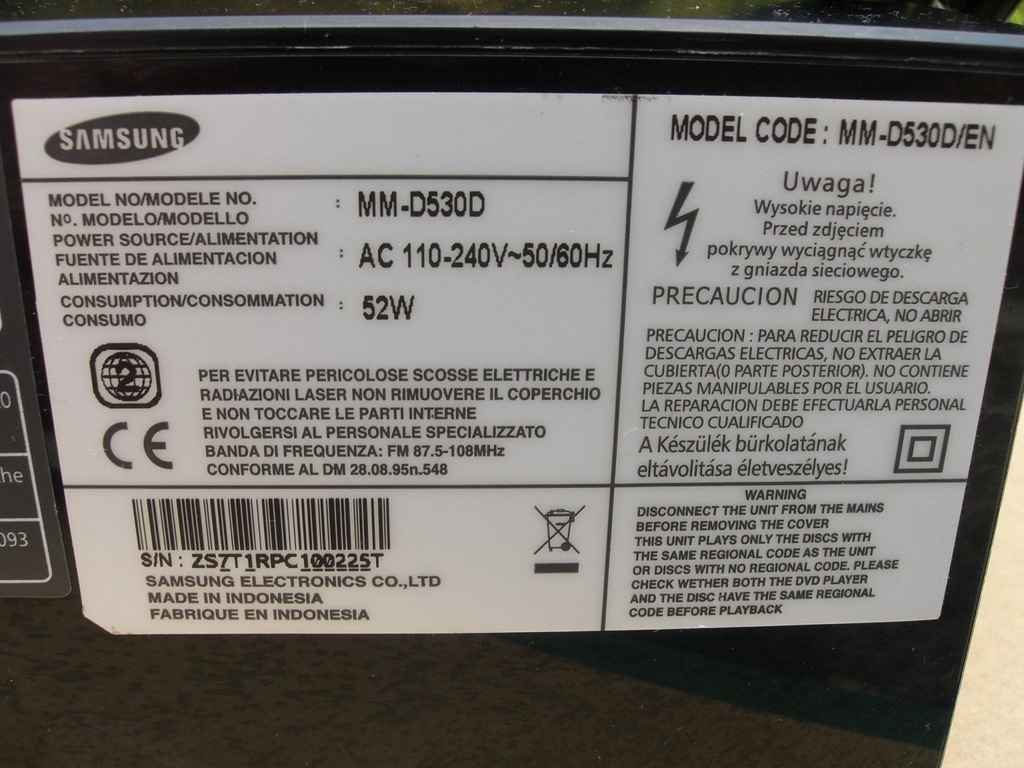 SAMSUNG
MODEL NO/MODELE NO.
Nº. MODELO/MODELLO : MM-D530D
POWER SOURCE/ALIMENTATION
FUENTE DE ALIMENTACION : AC 110-240V~50/60Hz
ALIMENTAZION
CONSUMPTION/CONSOMMATION : 52W
CONSUMO
2
PER EVITARE PERICOLOSE SCOSSE ELETTRICHE E
RADIAZIONI LASER NON RIMUOVERE IL COPERCHIO
E NON TOCCARE LE PARTI INTERNE
RIVOLGERSI AL PERSONALE SPECIALIZZATO
BANDA DI FREQUENZA: FM 87.5-108MHz
CONFORME AL DM 28.08.95n.548
CE
S/N : ZS7T1RPC100225T
SAMSUNG ELECTRONICS CO.,LTD
MADE IN INDONESIA
FABRIQUE EN INDONESIA
MODEL CODE : MM-D530D/EN
Uwaga!
Wysokie napięcie.
Przed zdjęciem
pokrywy wyciągnąć wtyczkę
z gniazda sieciowego.
PRECAUCION RIESGO DE DESCARGA
ELECTRICA, NO ABRIR
PRECAUCION : PARA REDUCIR EL PELIGRO DE
DESCARGAS ELECTRICAS, NO EXTRAER LA
CUBIERTA(O PARTE POSTERIOR). NO CONTIENE
PIEZAS MANIPULABLES POR EL USUARIO.
LA REPARACION DEBE EFECTUARLA PERSONAL
TECNICO CUALIFICADO
A Készülék bürkolatának
eltávolitása életveszélyes!
WARNING
DISCONNECT THE UNIT FROM THE MAINS
BEFORE REMOVING THE COVER
THIS UNIT PLAYS ONLY THE DISCS WITH
THE SAME REGIONAL CODE AS THE UNIT
OR DISCS WITH NO REGIONAL CODE. PLEASE
CHECK WETHER BOTH THE DVD PLAYER
AND THE DISC HAVE THE SAME REGIONAL
CODE BEFORE PLAYBACK
093